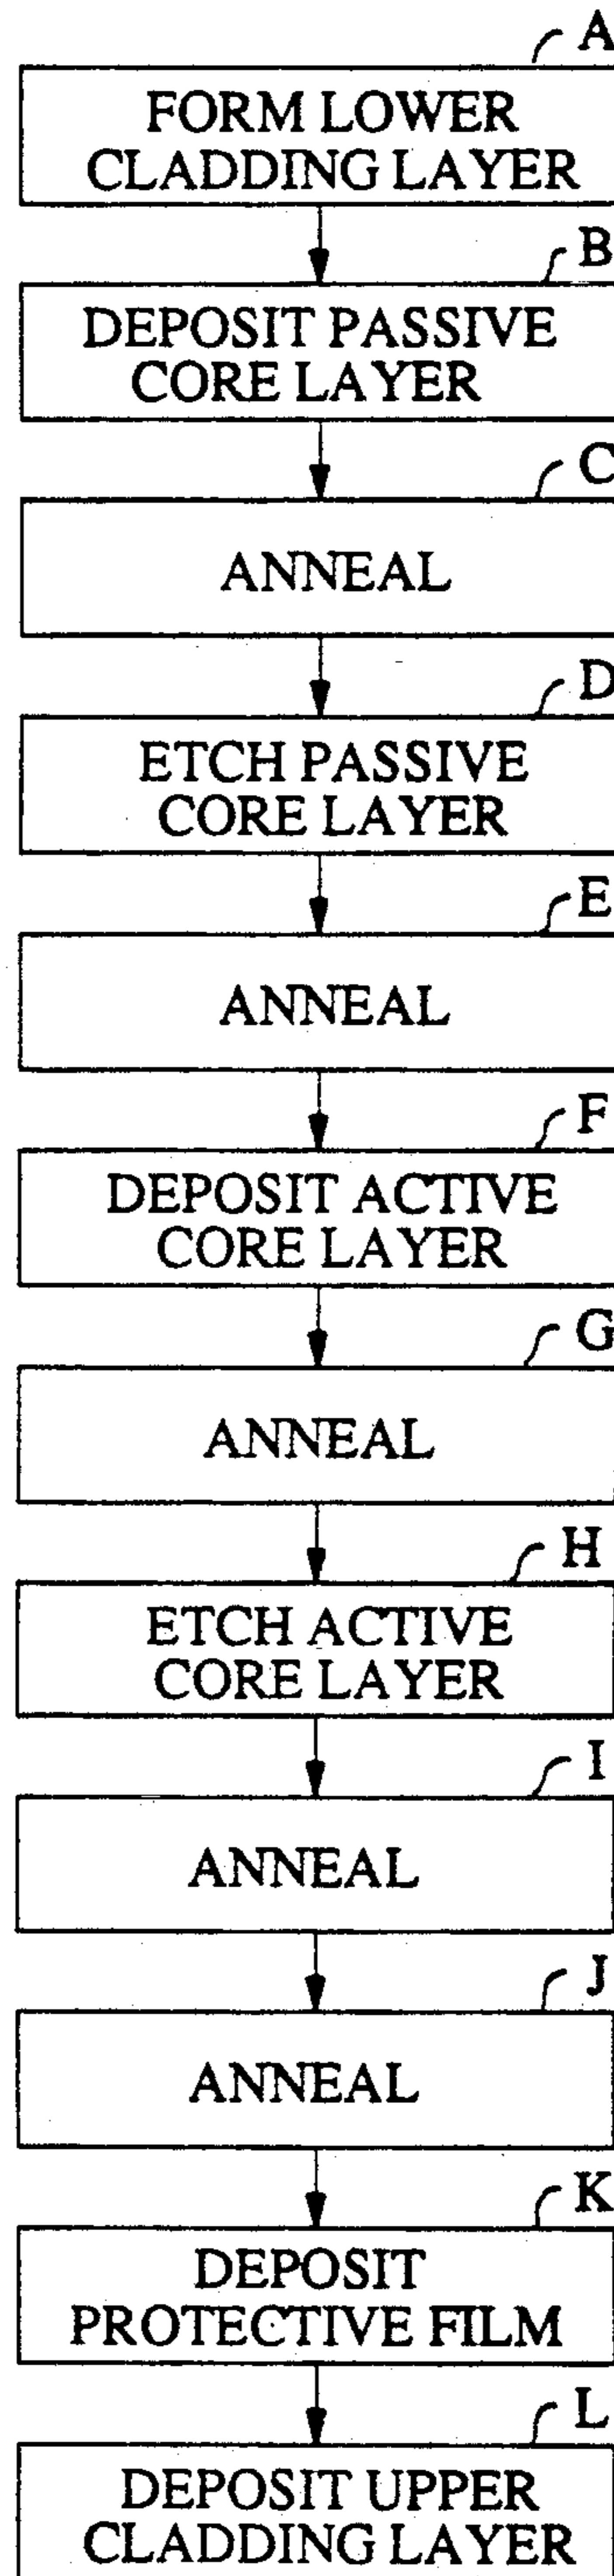 A
FORM LOWER
CLADDING LAYER
B
DEPOSIT PASSIVE
CORE LAYER
C
ANNEAL
D
ETCH PASSIVE
CORE LAYER
E
ANNEAL
F
DEPOSIT ACTIVE
CORE LAYER
G
ANNEAL
H
ETCH ACTIVE
CORE LAYER
I
ANNEAL
J
ANNEAL
K
DEPOSIT
PROTECTIVE FILM
L
DEPOSIT UPPER
CLADDING LAYER